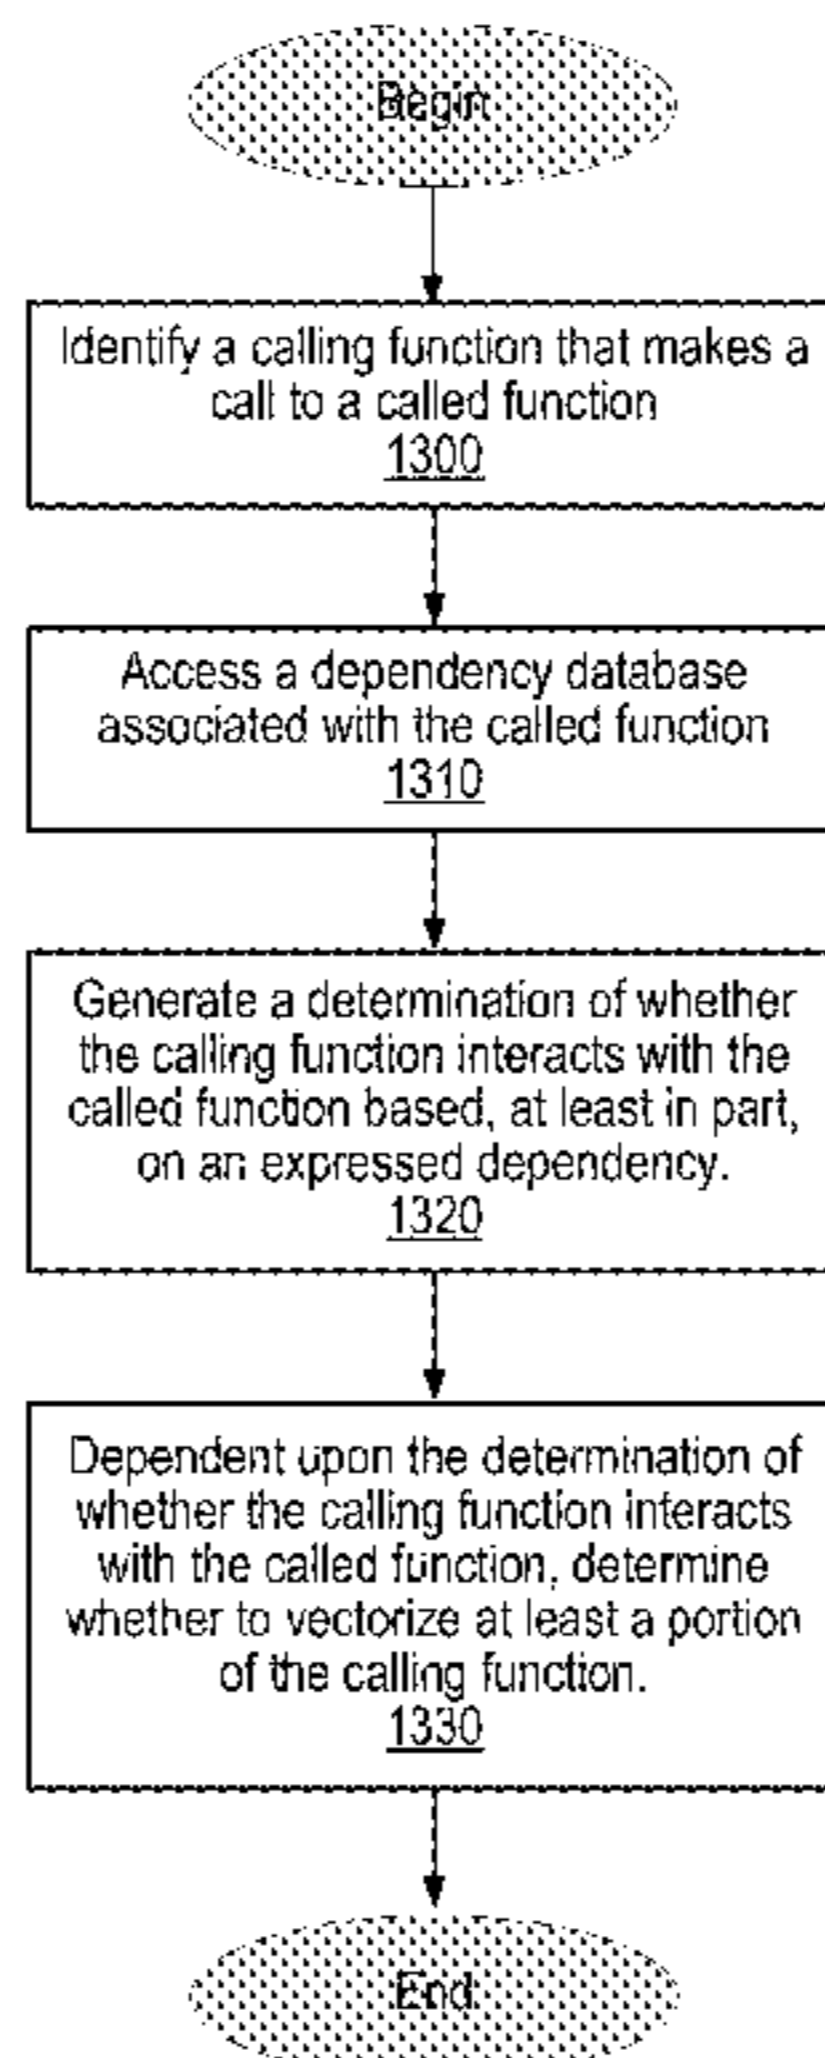 Begin
Identify a calling function that makes a
call to a called function
1300
Access a dependency database
associated with the called function
1310
Generate a determination of whether
the calling function interacts with the
called function based, at least in part,
on an expressed dependency.
1320
Dependent upon the determination of
whether the calling function interacts
with the called function, determine
whether to vectorize at least a portion
of the calling function.
1330
End